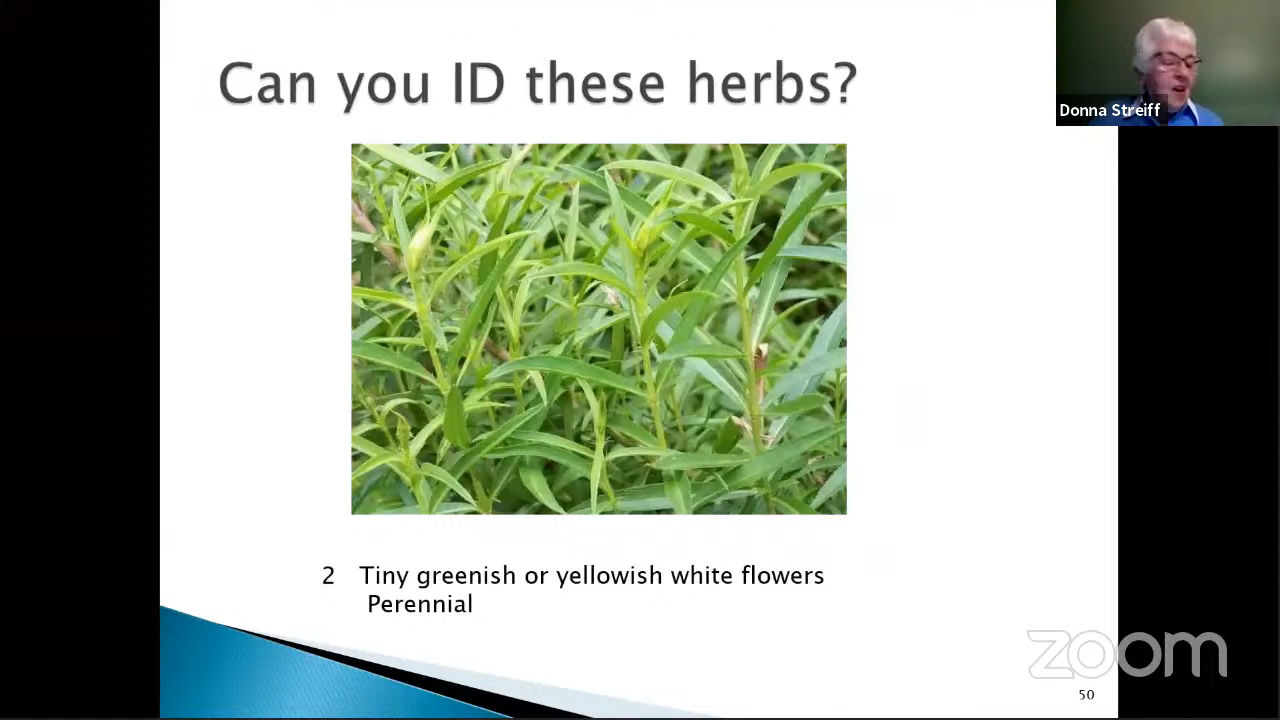 Can you ID these herbs?
Donna Streiff
2 Tiny greenish or yellowish white flowers
Perennial
zoom
50